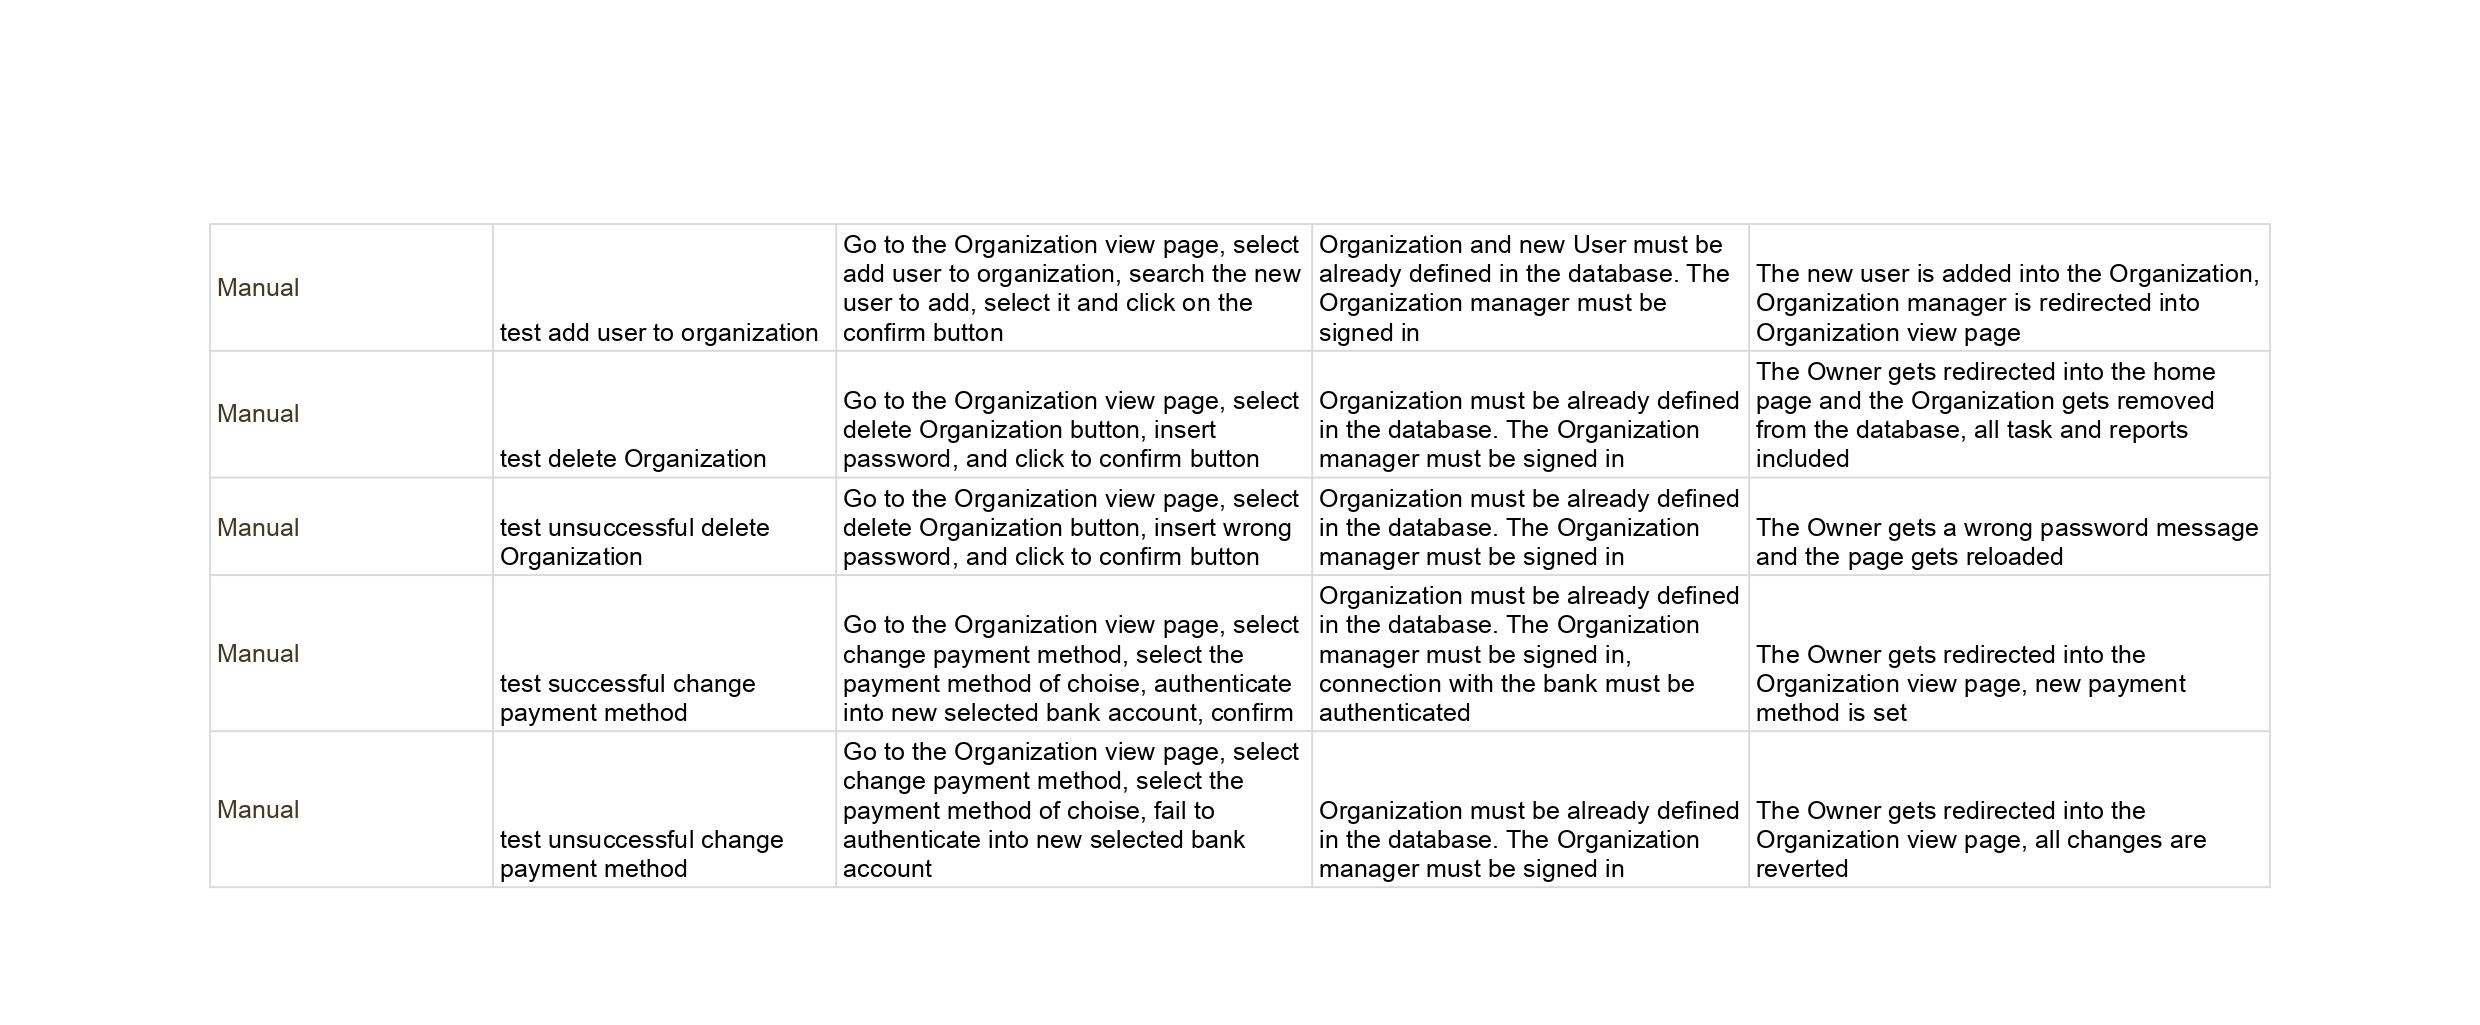 Manual
test add user to organization
Go to the Organization view page, select
add user to organization, search the new
user to add, select it and click on the
confirm button
Organization and new User must be
already defined in the database. The
Organization manager must be
signed in
The new user is added into the Organization,
Organization manager is redirected into
Organization view page
Manual
test delete Organization
Go to the Organization view page, select
delete Organization button, insert
password, and click to confirm button
Organization must be already defined
in the database. The Organization
manager must be signed in
The Owner gets redirected into the home
page and the Organization gets removed
from the database, all task and reports
included
Manual
test unsuccessful delete
Organization
Go to the Organization view page, select
delete Organization button, insert wrong
password, and click to confirm button
Organization must be already defined
in the database. The Organization
manager must be signed in
The Owner gets a wrong password message
and the page gets reloaded
Manual
test successful change
payment method
Go to the Organization view page, select
change payment method, select the
payment method of choise, authenticate
into new selected bank account, confirm
Organization must be already defined
in the database. The Organization
manager must be signed in,
connection with the bank must be
authenticated
The Owner gets redirected into the
Organization view page, new payment
method is set
Manual
test unsuccessful change
payment method
Go to the Organization view page, select
change payment method, select the
payment method of choise, fail to
authenticate into new selected bank
account
Organization must be already defined
in the database. The Organization
manager must be signed in
The Owner gets redirected into the
Organization view page, all changes are
reverted